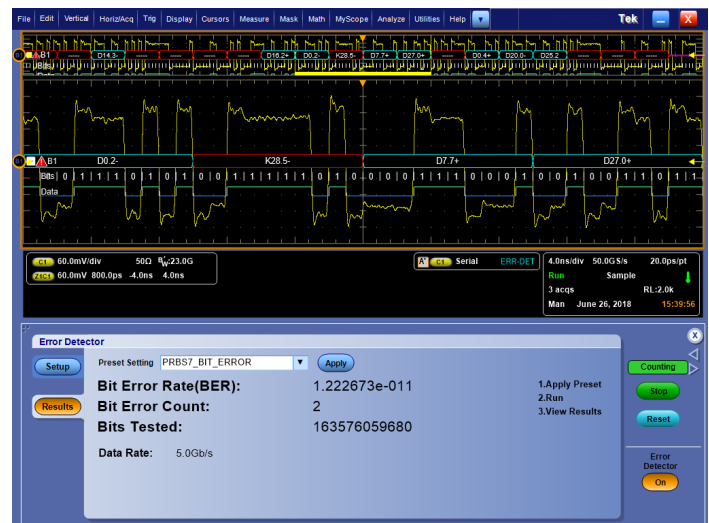 File Edit Vertical Horiz/Acq Trig Display Cursors Measure Mask Math MyScope Analyze Utilities Help Tek X
B1 B1 D14.3- ---- ---- ---- D16.2+ D0.2- K28.5- D7.7+ D27.0+ ---- D0.4+ D20.0- D25.2 ---- ---- ----
Bits
Data
B1 B1 D0.2- K28.5- D7.7+ D27.0+
Bits 0 1 1 1 0 1 0 1 0 0 1 1 1 1 1 0 1 0 0 0 0 1 1 1 0 0 0 1 0 0 1 0 0 1 1 0 1 1
Data
C1 60.0mV/div 50Ω BW:23.0G
Z1C1 60.0mV 800.0ps -4.0ns 4.0ns
A' C1 Serial ERR-DET
4.0ns/div 50.0GS/s 20.0ps/pt
Run Sample
3 acqs RL:2.0k
Man June 26, 2018 15:39:56
Error Detector
X
Setup
Preset Setting PRBS7_BIT_ERROR Apply
Bit Error Rate(BER): 1.222673e-011
Results
Bit Error Count: 2
Bits Tested: 163576059680
Data Rate: 5.0Gb/s
1.Apply Preset
2.Run
3.View Results
Counting
Stop
Reset
Error
Detector
On